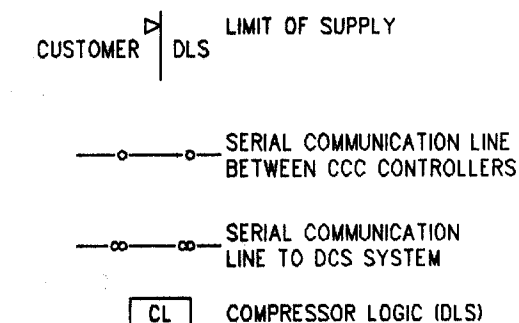 LIMIT OF SUPPLY
CUSTOMER DLS
SERIAL COMMUNICATION LINE
BETWEEN CCC CONTROLLERS
SERIAL COMMUNICATION
LINE TO DCS SYSTEM
CL COMPRESSOR LOGIC (DLS)